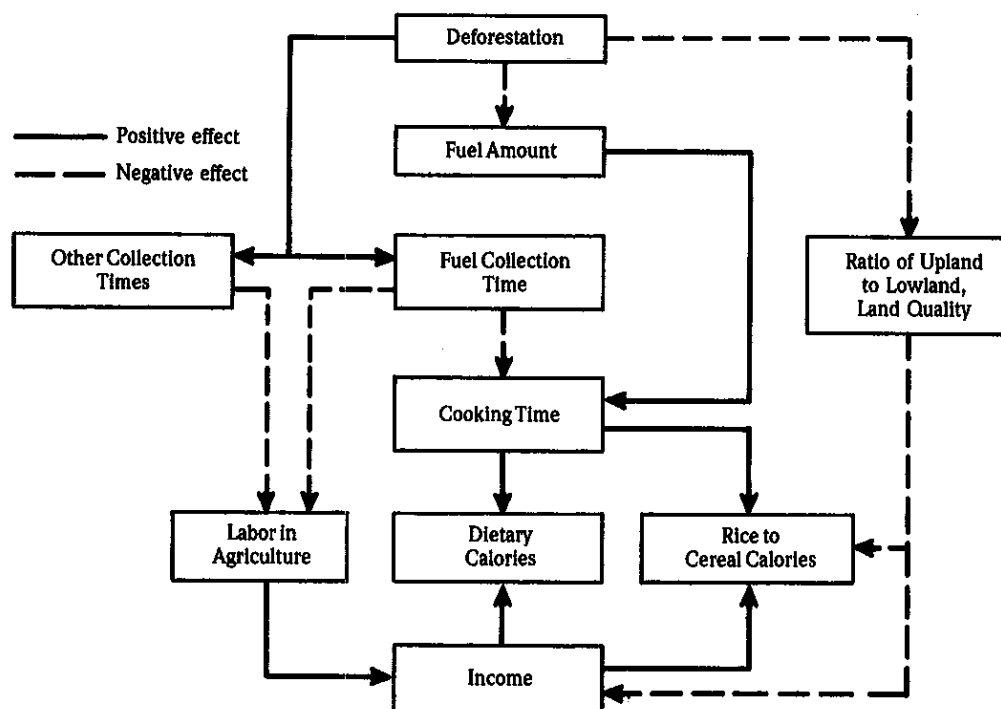 Deforestation
Positive effect
Negative effect
Fuel Amount
Other Collection
Times
Fuel Collection
Time
Ratio of Upland
to Lowland,
Land Quality
Cooking Time
Labor in
Agriculture
Dietary
Calories
Rice to
Cereal Calories
Income